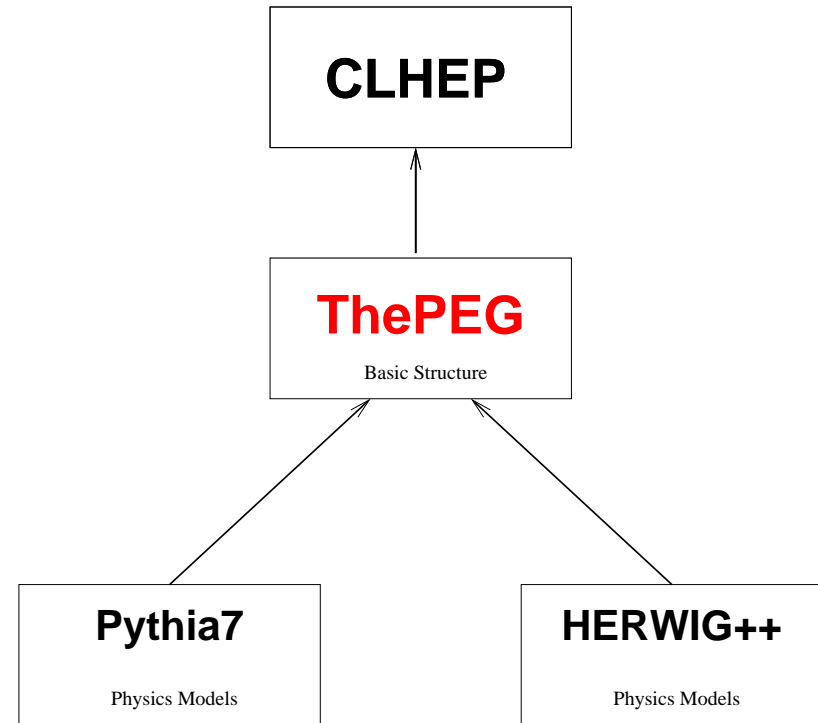 CLHEP
ThePEG
Basic Structure
Pythia7
HERWIG++
Physics Models
Physics Models